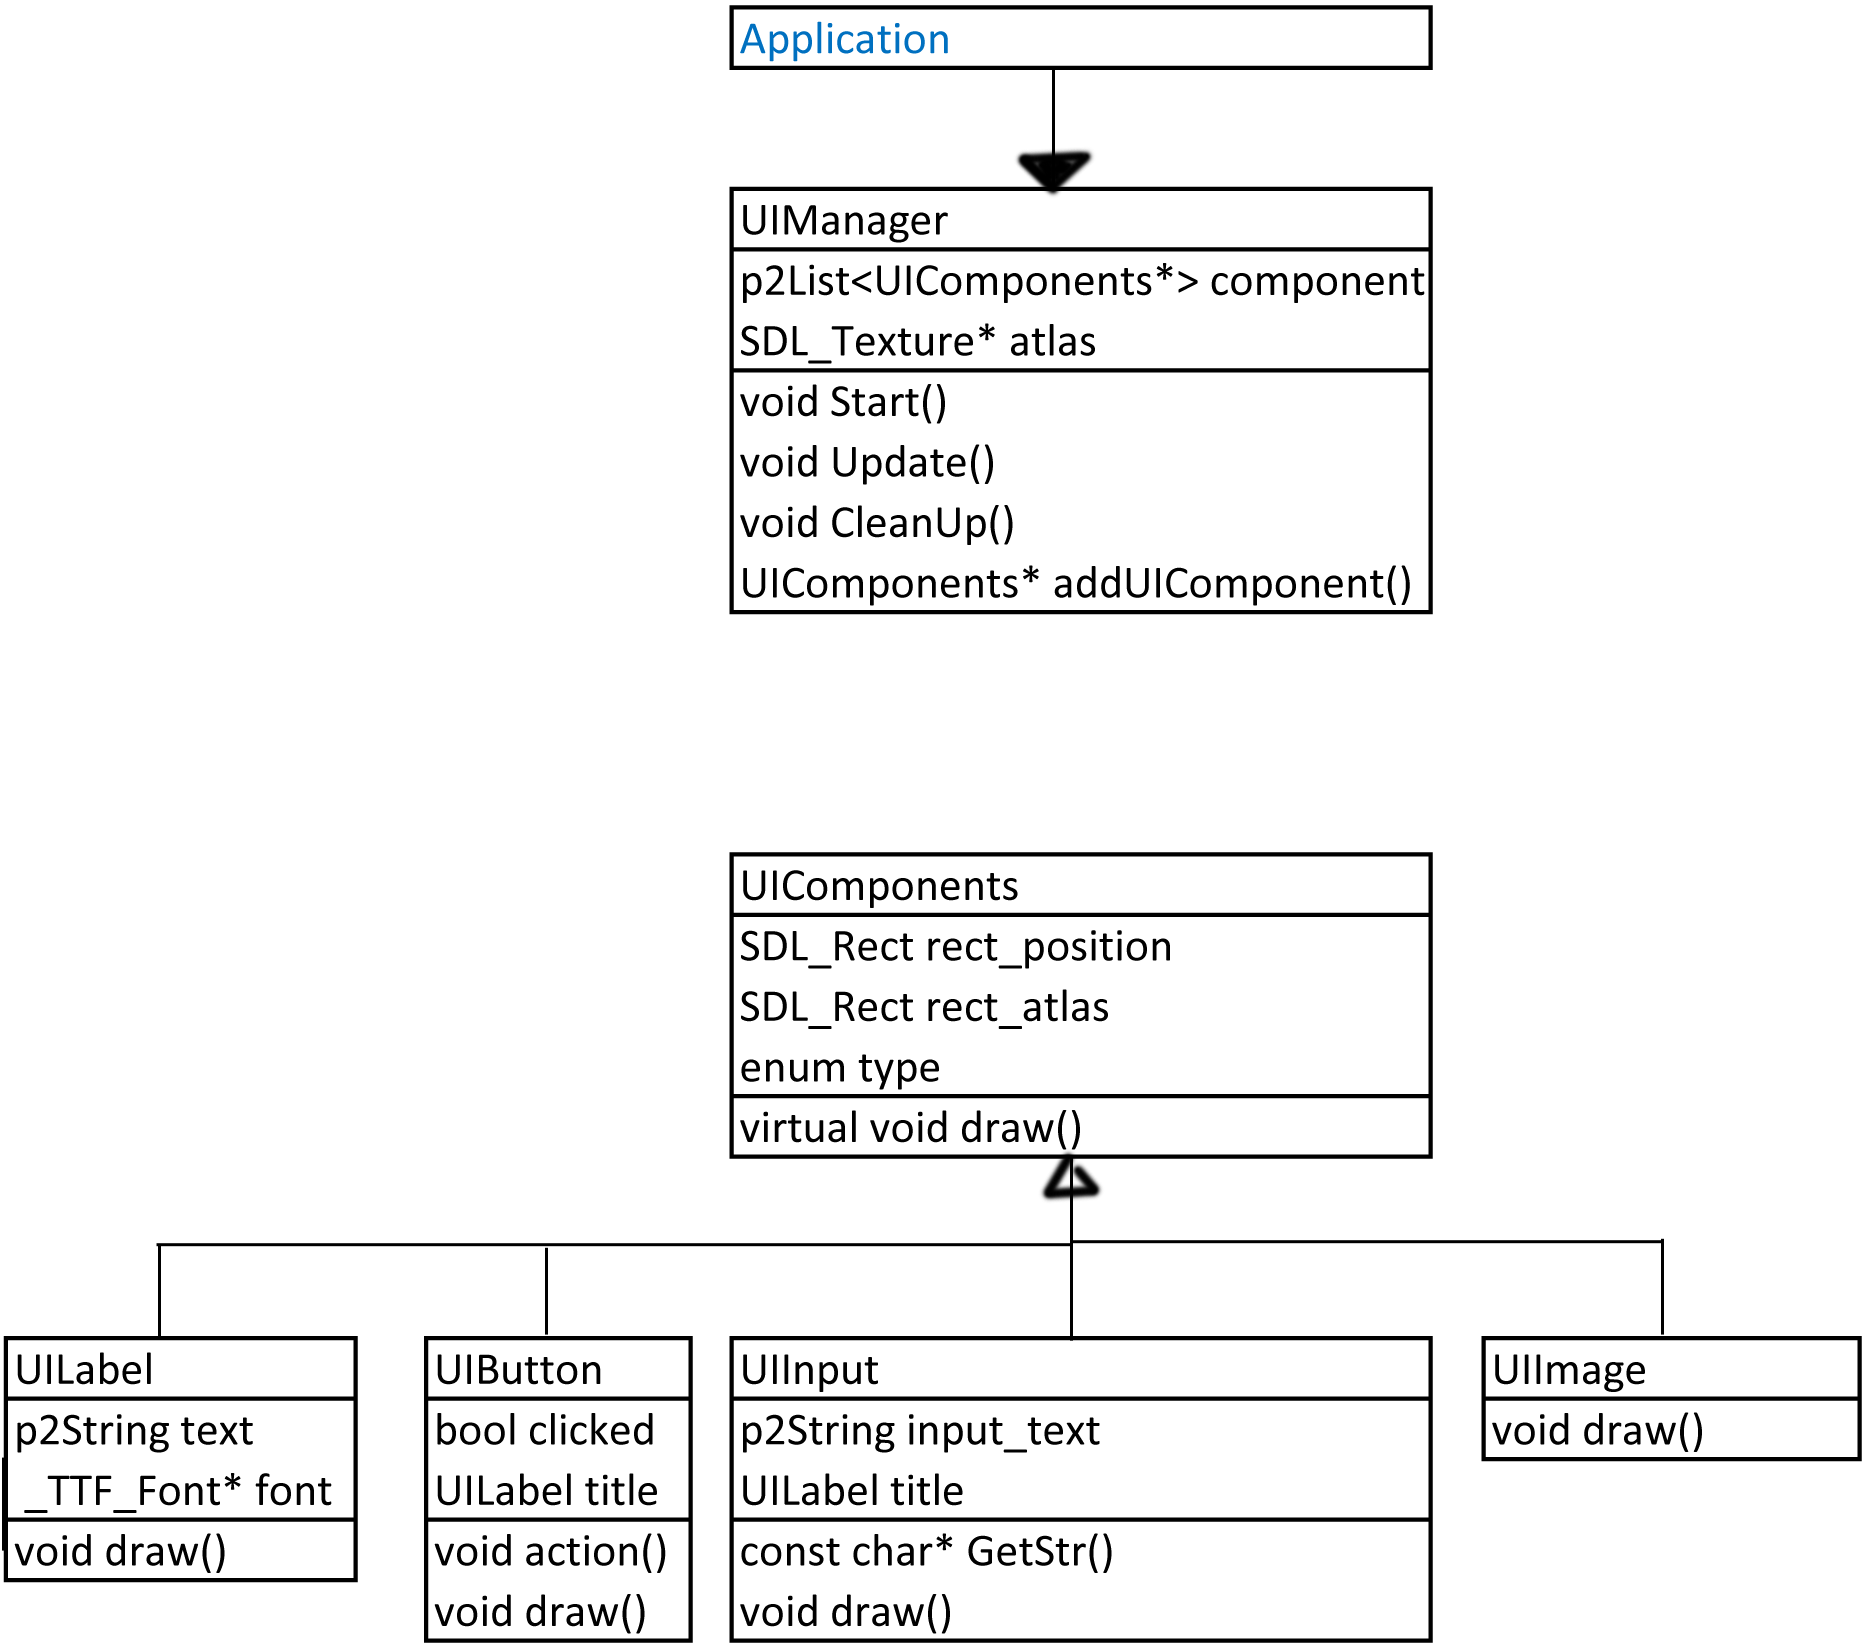 Application
UIManager
p2List<UIComponents*> component
SDL_Texture* atlas
void Start()
void Update()
void CleanUp()
UIComponents* addUIComponent()
UIComponents
SDL_Rect rect_position
SDL_Rect rect_atlas
enum type
virtual void draw()
UILabel
p2String text
_TTF_Font* font
void draw()
UIButton
bool clicked
UILabel title
void action()
void draw()
UIInput
p2String input_text
UILabel title
const char* GetStr()
void draw()
UIImage
void draw()